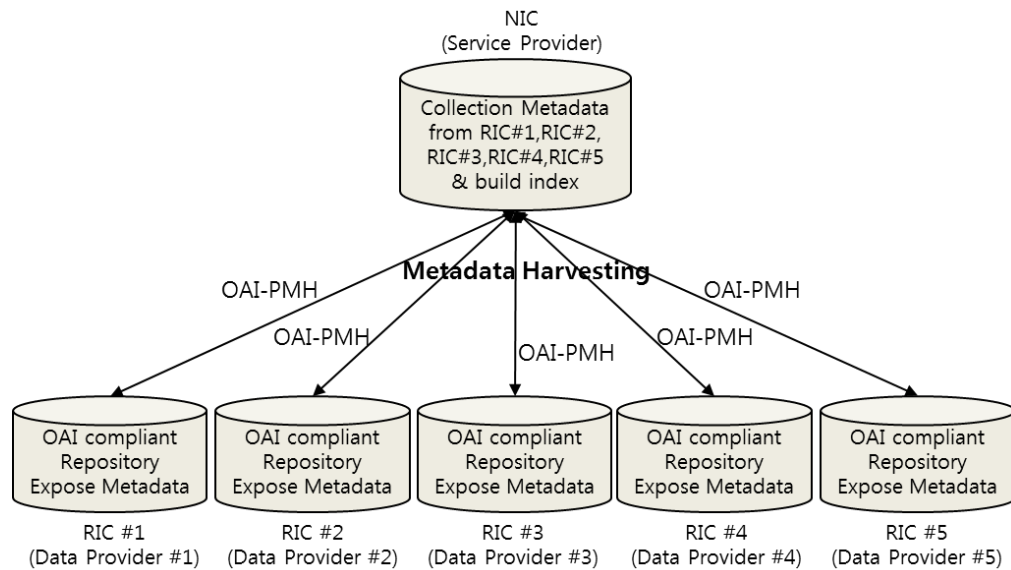 NIC
(Service Provider)
Collection Metadata
from RIC#1,RIC#2,
RIC#3,RIC#4,RIC#5
& build index
Metadata Harvesting
OAI-PMH
OAI-PMH
OAI-PMH
OAI-PMH
OAI-PMH
OAI compliant
Repository
Expose Metadata
RIC #1
(Data Provider #1)
OAI compliant
Repository
Expose Metadata
RIC #2
(Data Provider #2)
OAI compliant
Repository
Expose Metadata
RIC #3
(Data Provider #3)
OAI compliant
Repository
Expose Metadata
RIC #4
(Data Provider #4)
OAI compliant
Repository
Expose Metadata
RIC #5
(Data Provider #5)